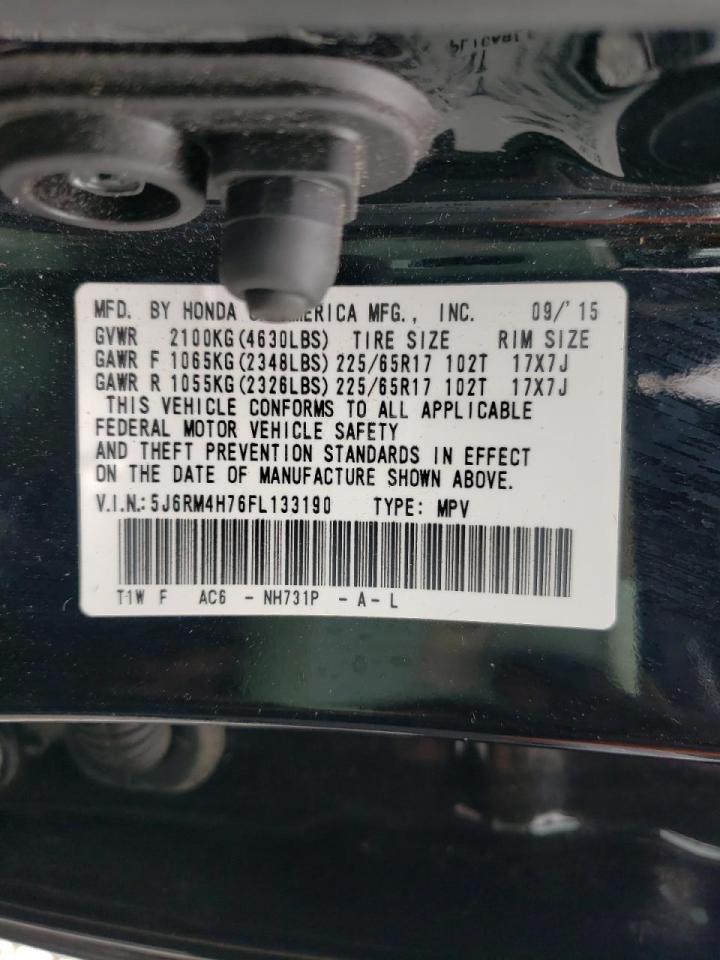 MFD. BY HONDA MERICA MFG., INC. 09/'15
GVWR 2100KG(4630LBS) TIRE SIZE RIM SIZE
GAWR F 1065KG(2348LBS) 225/65R17 102T 17X7J
GAWR R 1055KG(2326LBS) 225/65R17 102T 17X7J
THIS VEHICLE CONFORMS TO ALL APPLICABLE
FEDERAL MOTOR VEHICLE SAFETY
AND THEFT PREVENTION STANDARDS IN EFFECT
ON THE DATE OF MANUFACTURE SHOWN ABOVE.
V.I.N.: 5J6RM4H76FL133190 TYPE: MPV
T1W F AC6 - NH731P - A - L